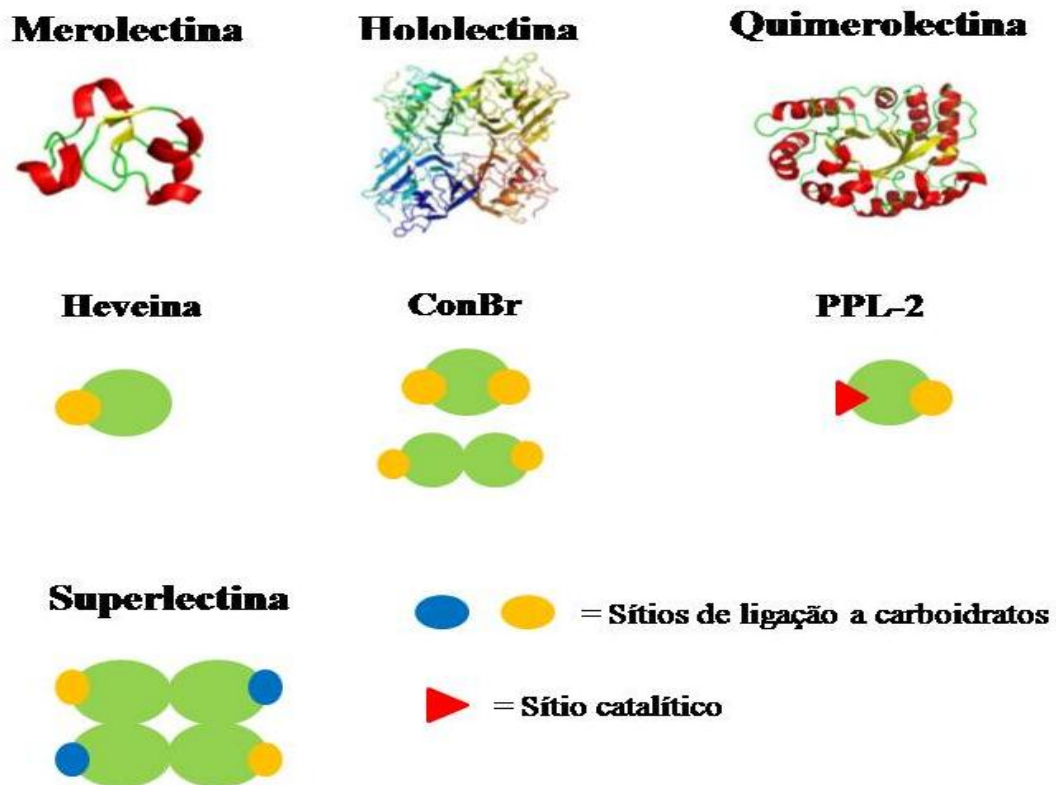 Merolectina
Hololectina
Quimerolectina
Heveina
ConBr
PPL-2
Superlectina
= Sítios de ligação a carboidratos
= Sítio catalítico